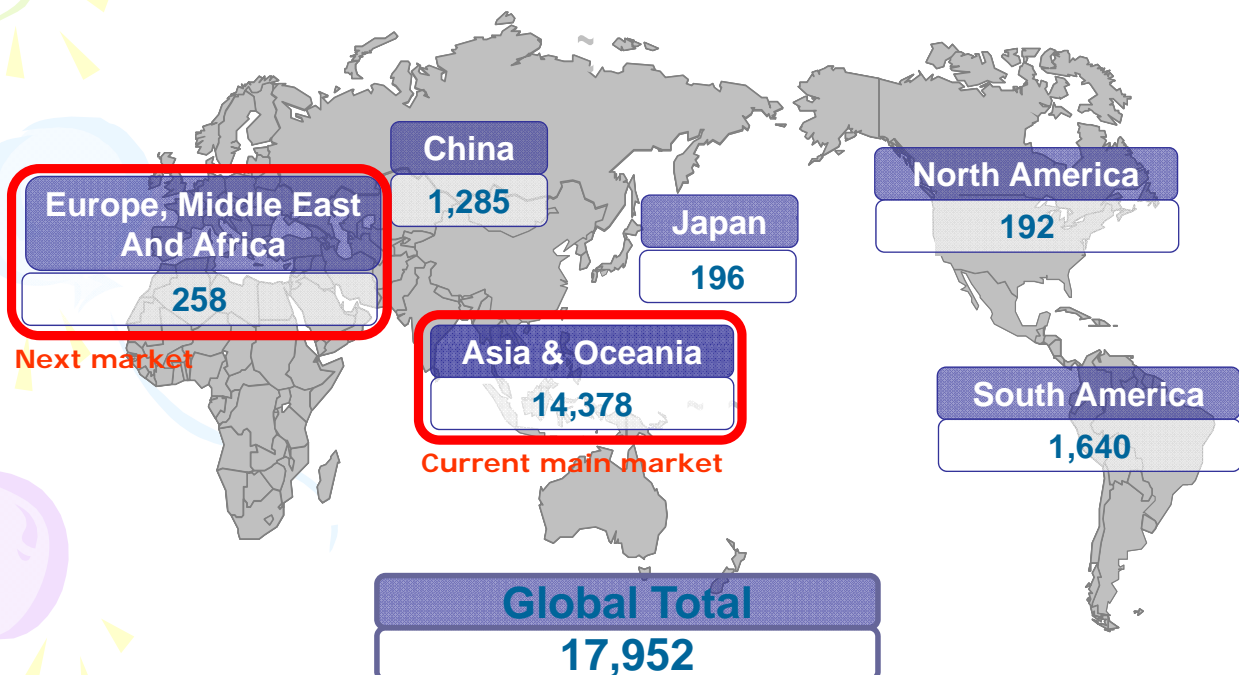 China
1,285
Europe, Middle East
And Africa
258
Next market
Japan
196
North America
192
Asia & Oceania
14,378
Current main market
South America
1,640
Global Total
17,952